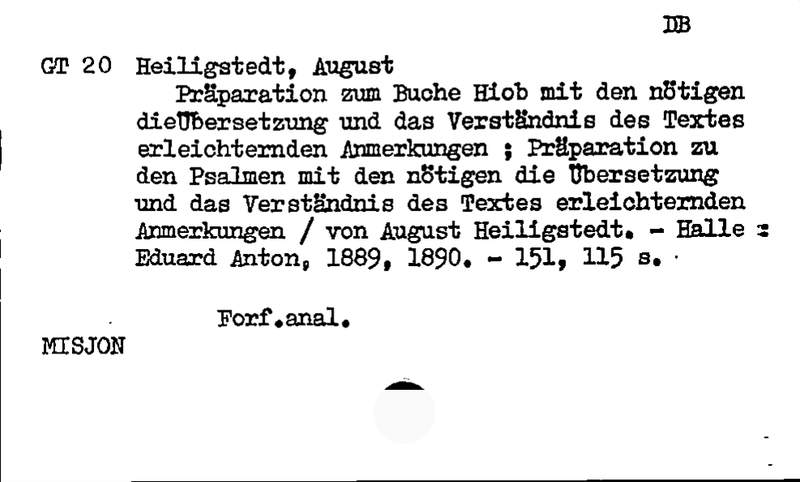 DB
GT 20 Heiligstedt, August
Präparation zum Buche Hiob mit den nötigen
dieÜbersetzung und das Verständnis des Textes
erleichternden Anmerkungen ; Präparation zu
den Psalmen mit den nötigen die Übersetzung
und das Verständnis des Textes erleichternden
Anmerkungen / von August Heiligstedt. - Halle :
Eduard Anton, 1889, 1890. - 151, 115 s.
Forf.anal.
MISJON